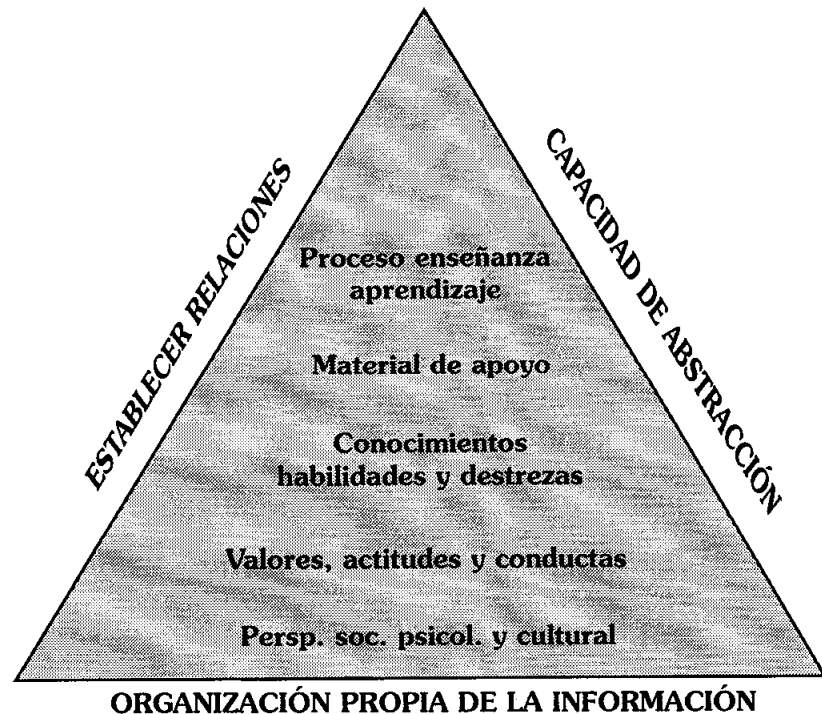 ESTABLECER RELACIONES
CAPACIDAD DE ABSTRACCIÓN
Proceso enseñanza
aprendizaje
Material de apoyo
Conocimientos
habilidades y destrezas
Valores, actitudes y conductas
Persp. soc. psicol. y cultural
ORGANIZACIÓN PROPIA DE LA INFORMACIÓN